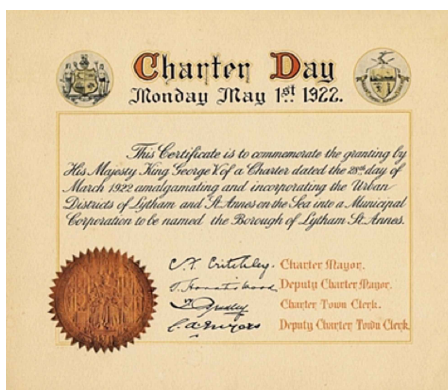 Charter Day
Monday May 1st 1922.
This Certificate is to commemorate the granting by
His Majesty King George V. of a Charter dated the 28th day of
March 1922 amalgamating and incorporating the Urban
Districts of Lytham and St. Annes on the Sea into a Municipal
Corporation to be named the Borough of Lytham St. Annes.
C. F. Critchley. Charter Mayor.
Deputy Charter Mayor.
Charter Town Clerk.
Deputy Charter Town Clerk.